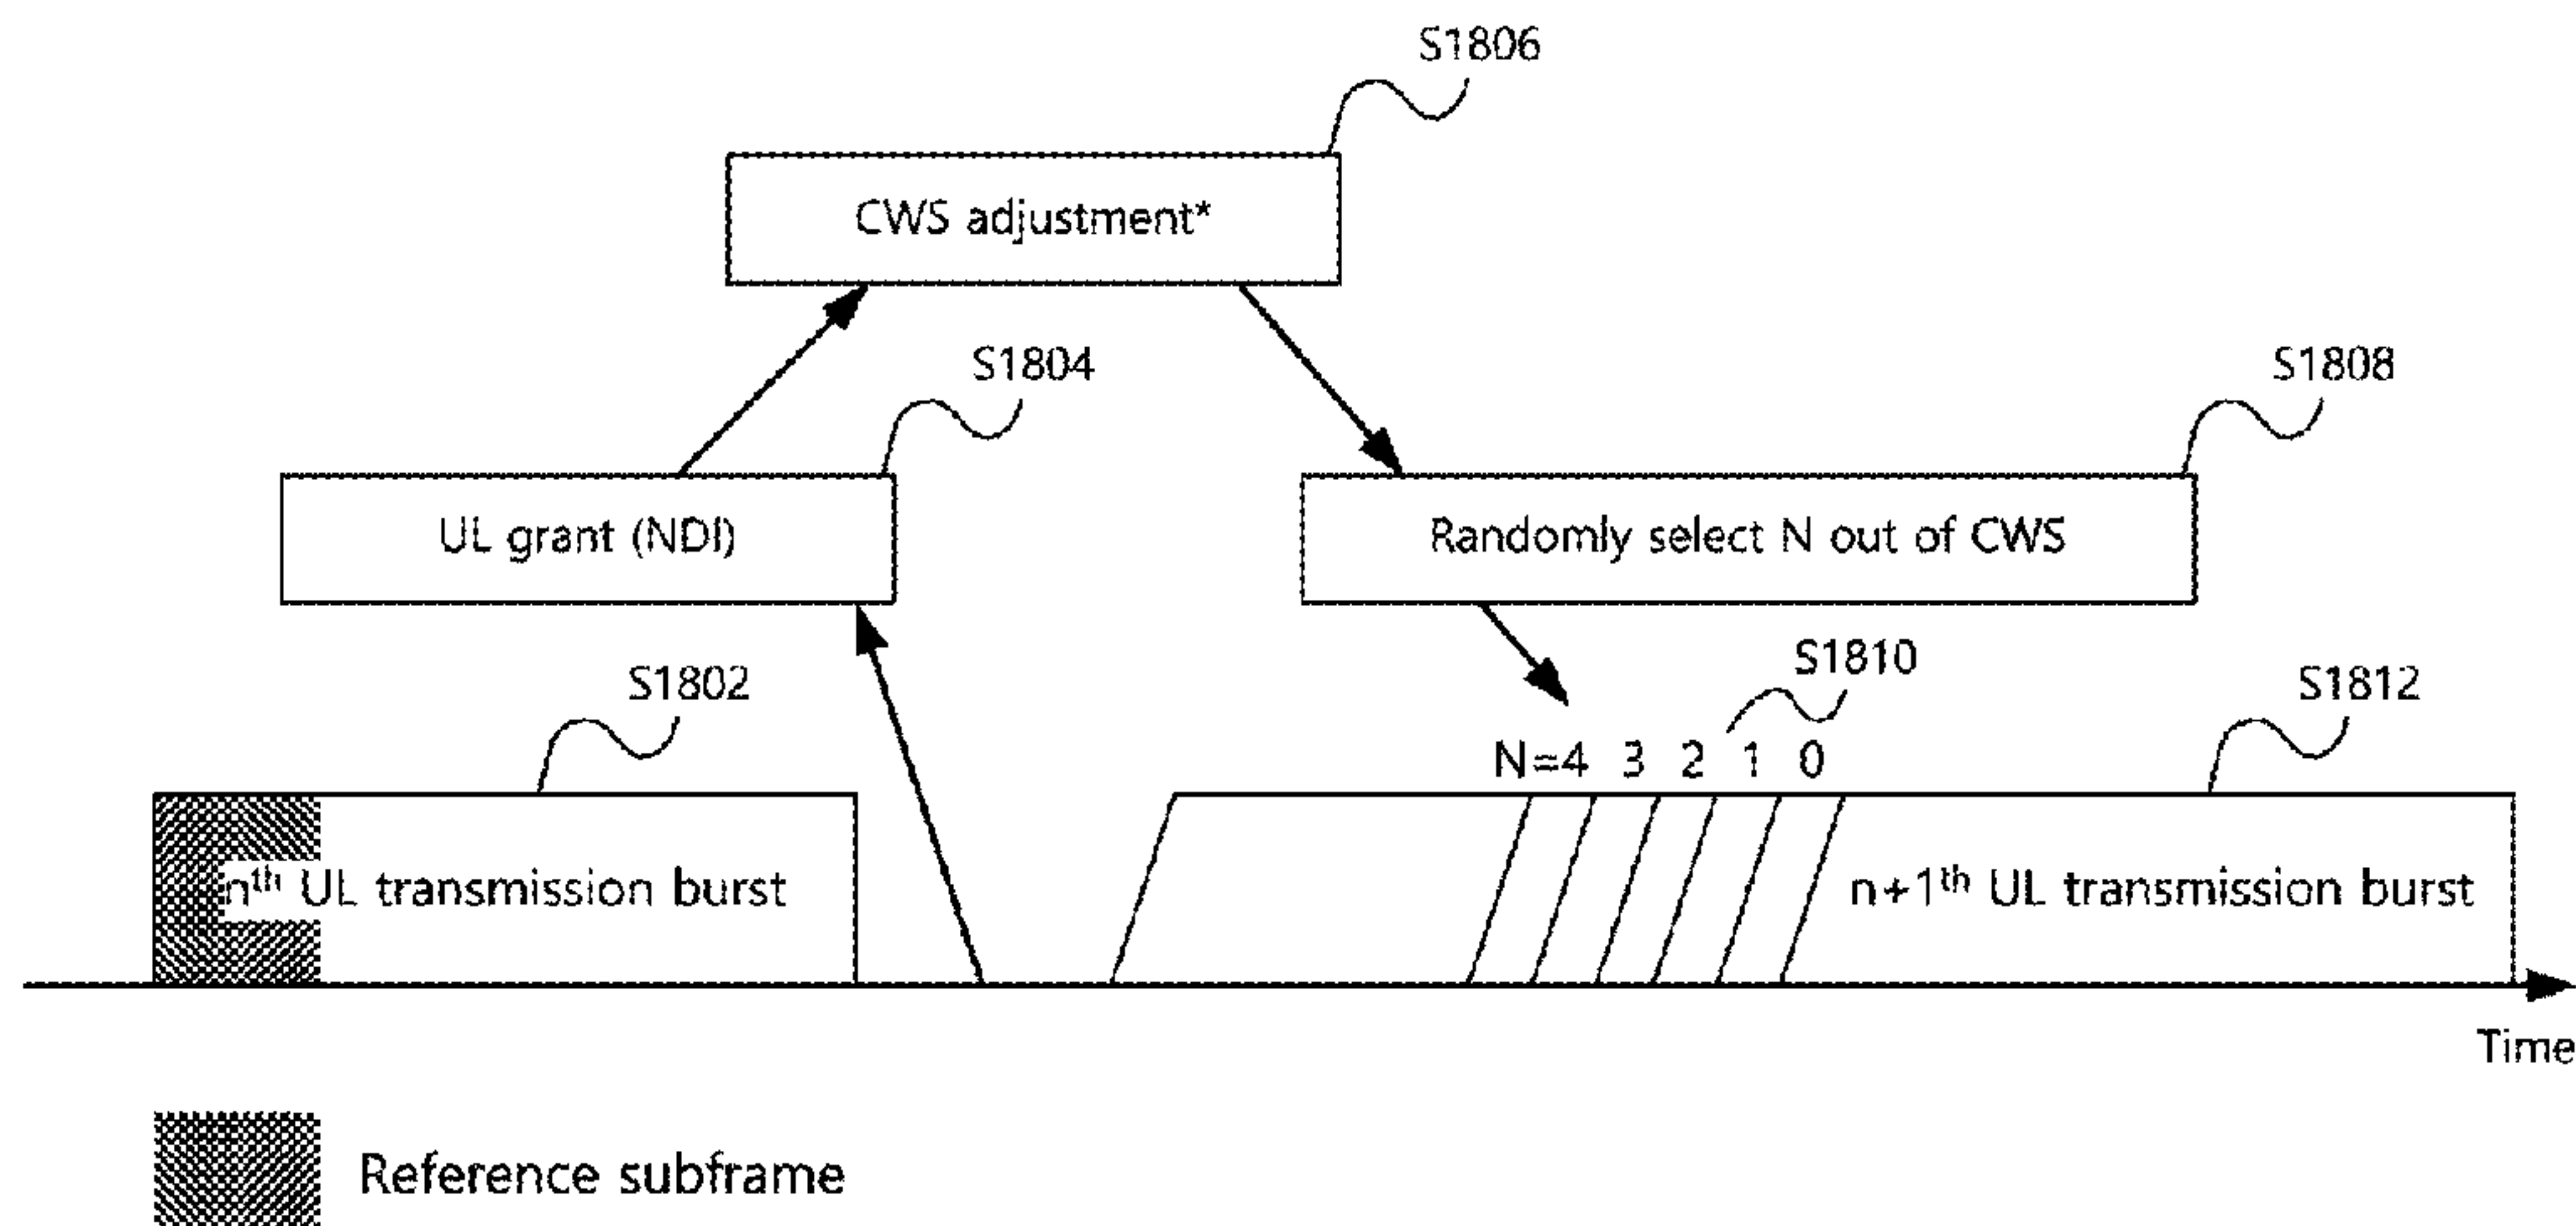 S1806
CWS adjustment*
S1804
S1808
UL grant (NDI)
Randomly select N out of CWS
S1802
S1810
S1812
N=4 3 2 1 0
nth UL transmission burst
n+1th UL transmission burst
Time
Reference subframe